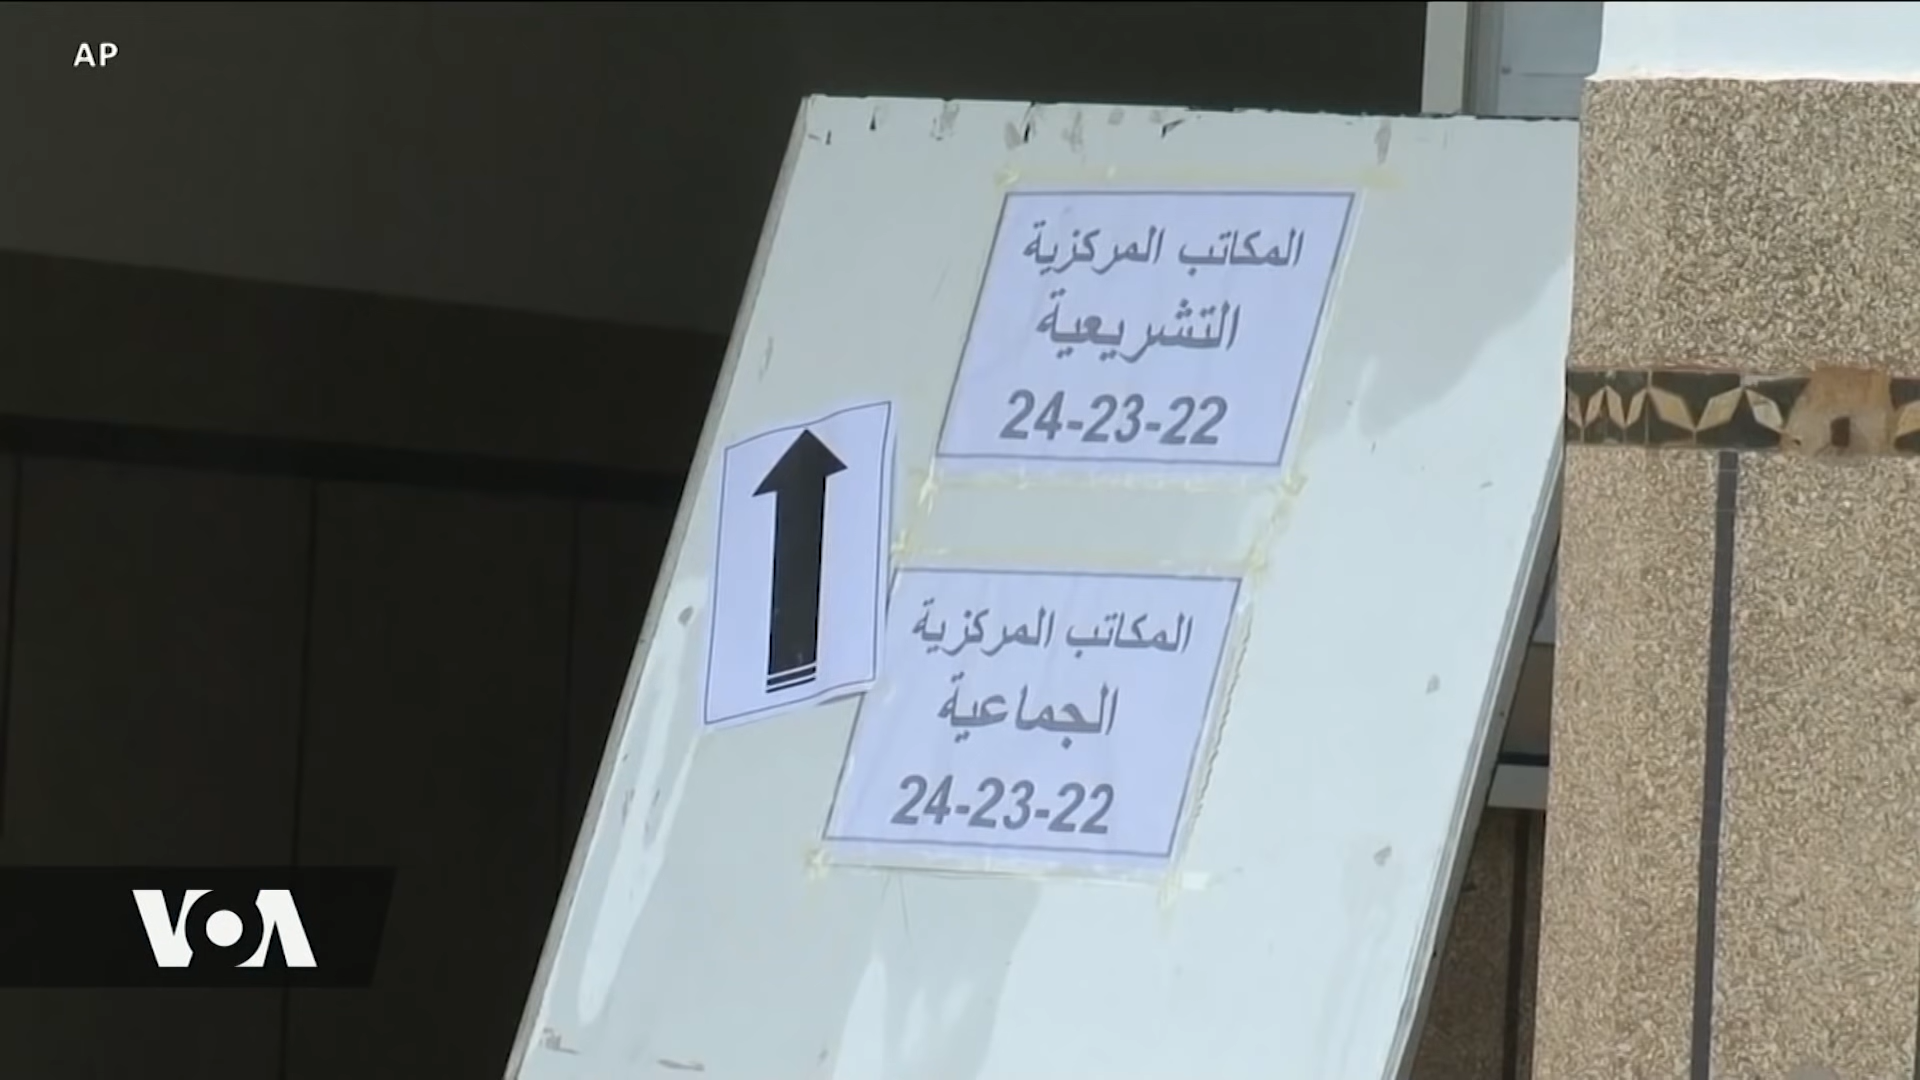 AP
المكاتب المركزية
التشريعية
24-23-22
المكاتب المركزية
الجماعية
24-23-22
VOA